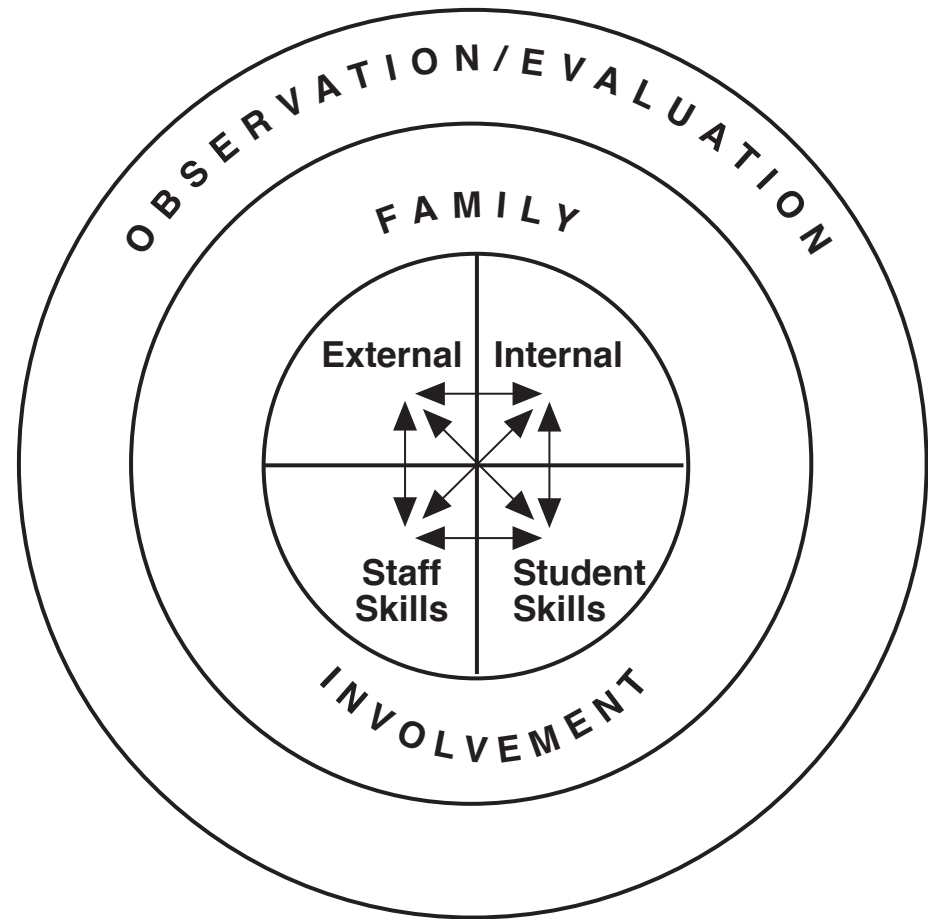 OBSERVATION/EVALUATION
FAMILY
External
Internal
Staff
Skills
Student
Skills
INVOLVEMENT